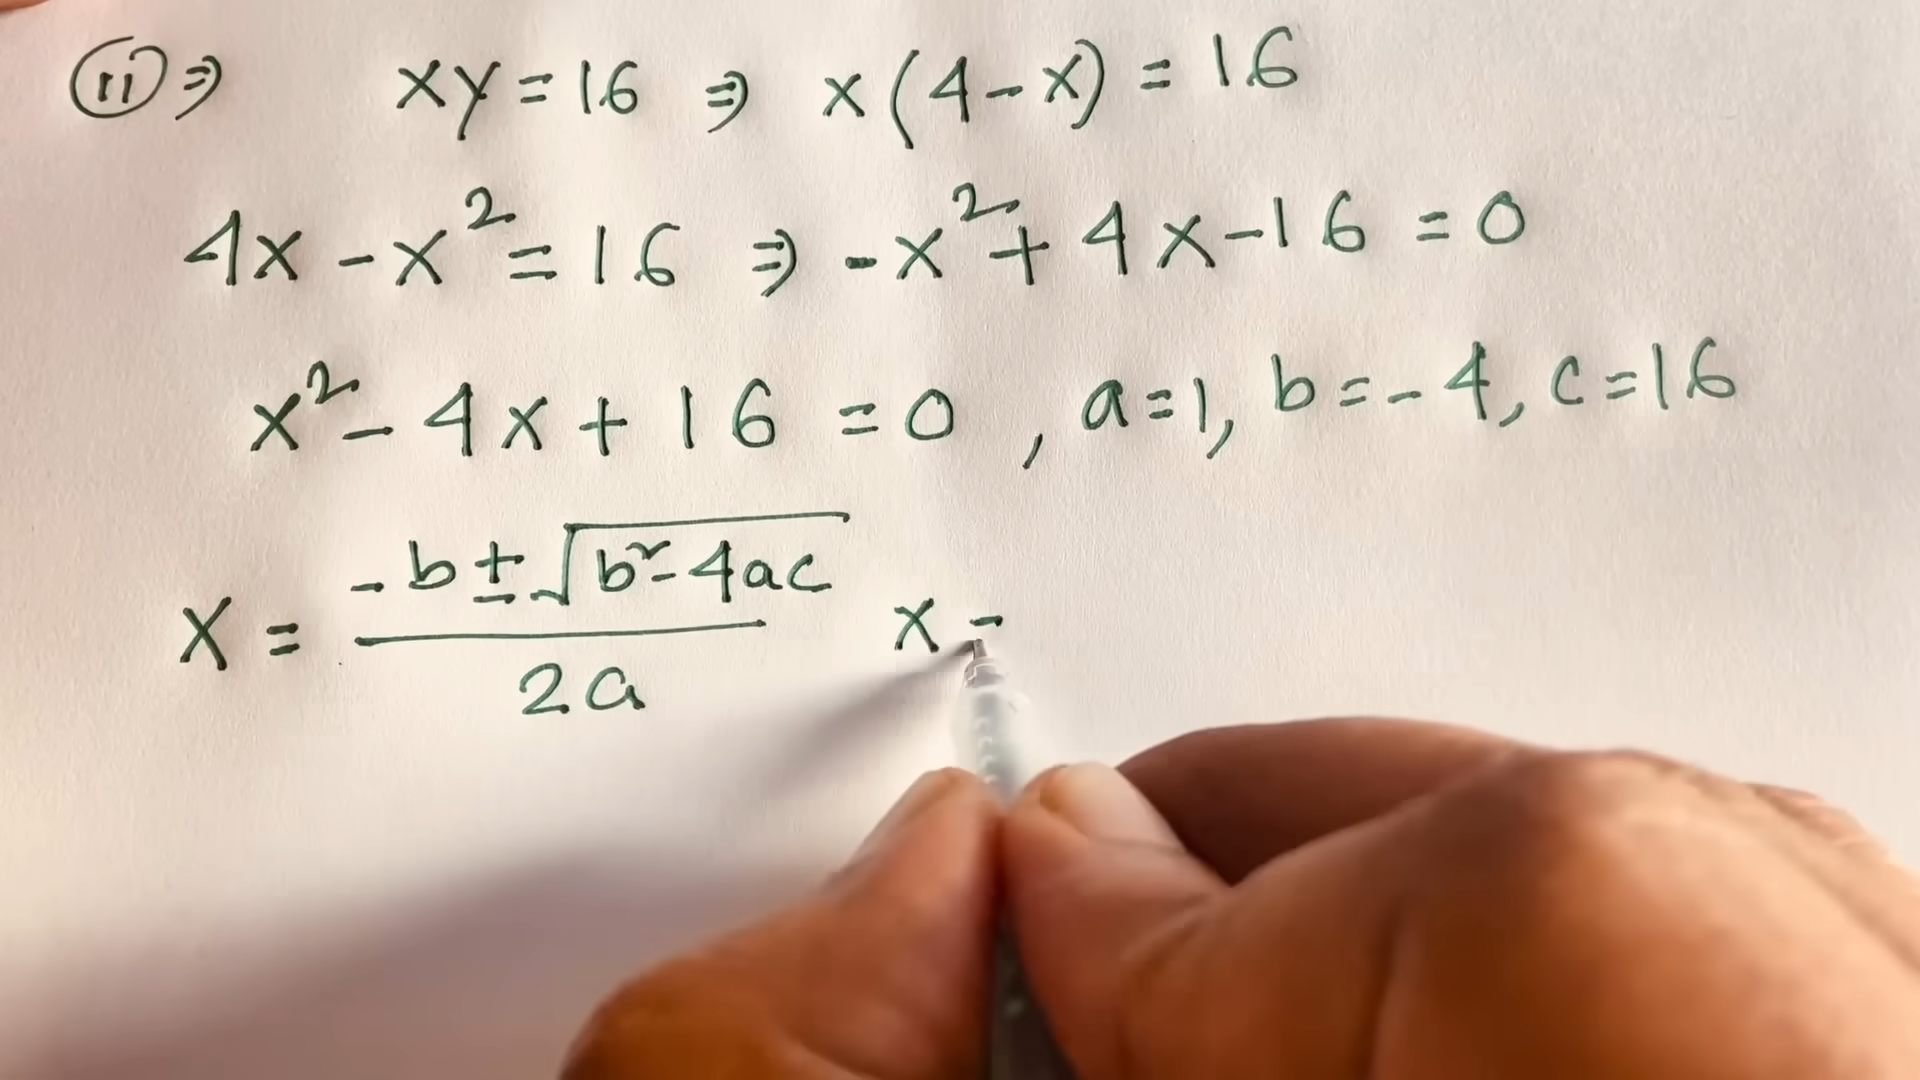 (ii) ⇒ xy = 16 ⇒ x(4 - x) = 16
4x - x² = 16 ⇒ -x² + 4x - 16 = 0
x² - 4x + 16 = 0 , a = 1, b = - 4, c = 16
x = (-b ± √(b² - 4ac)) / 2a x =